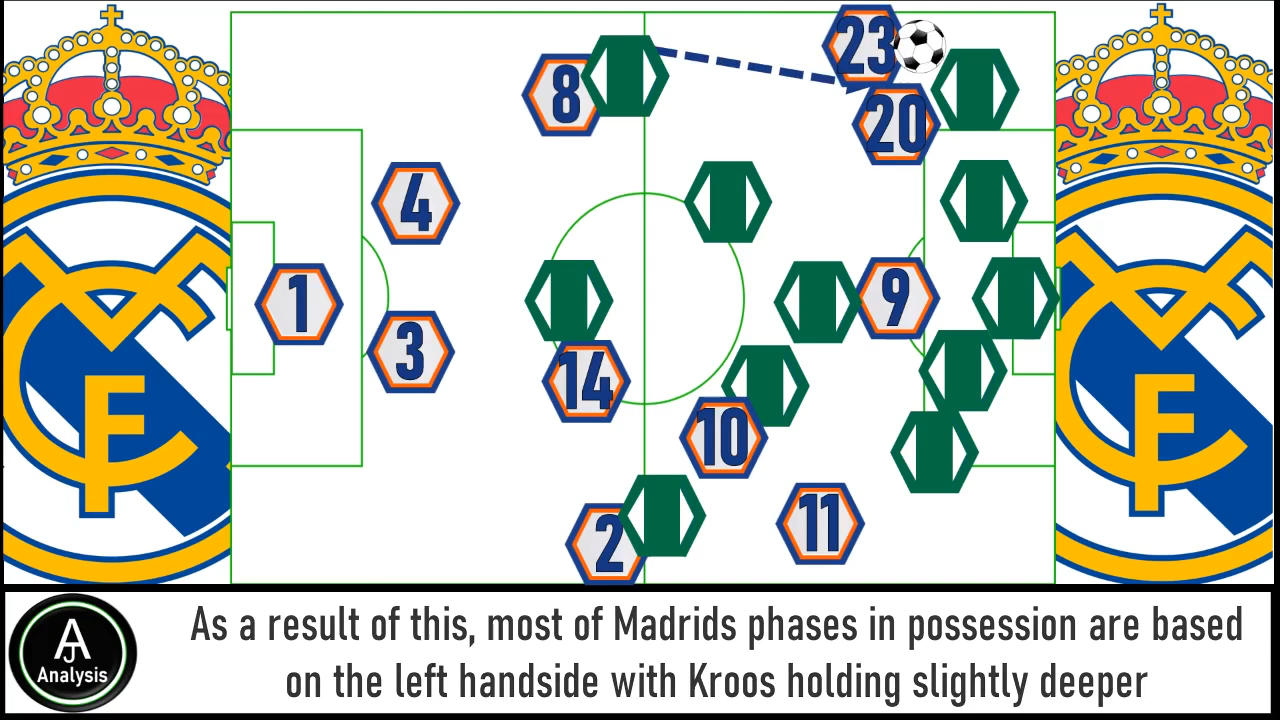 23
8
20
4
1
9
3
14
10
11
2
AJ
Analysis
As a result of this, most of Madrids phases in possession are based
on the left handside with Kroos holding slightly deeper